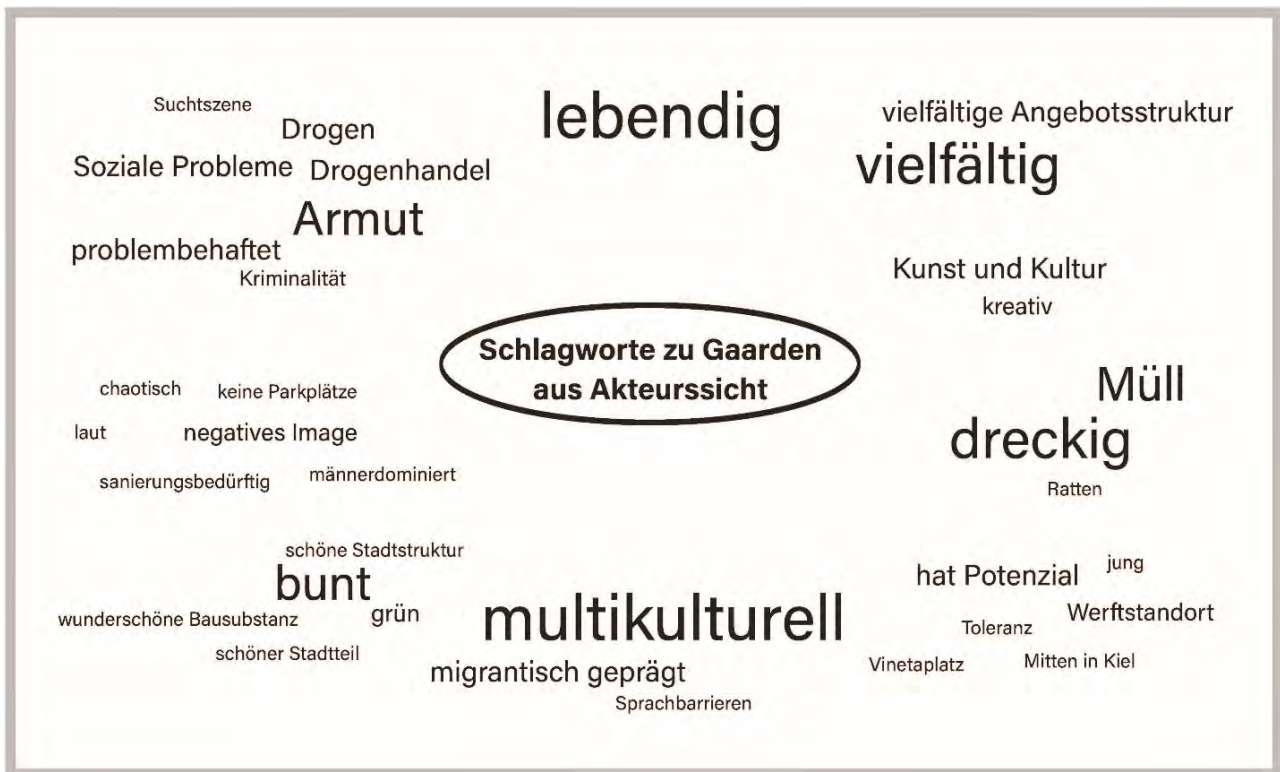 Suchtszene
Drogen
Soziale Probleme
Drogenhandel
Armut
problembehaftet
Kriminalität
lebendig
vielfältige Angebotsstruktur
vielfältig
Kunst und Kultur
kreativ
Schlagworte zu Gaarden
aus Akteurssicht
chaotisch
keine Parkplätze
laut
negatives Image
sanierungsbedürftig
männerdominiert
Müll
dreckig
Ratten
schöne Stadtstruktur
bunt
wunderschöne Bausubstanz
grün
schöner Stadtteil
multikulturell
migrantisch geprägt
Sprachbarrieren
hat Potenzial
jung
Werftstandort
Toleranz
Vinetaplatz
Mitten in Kiel